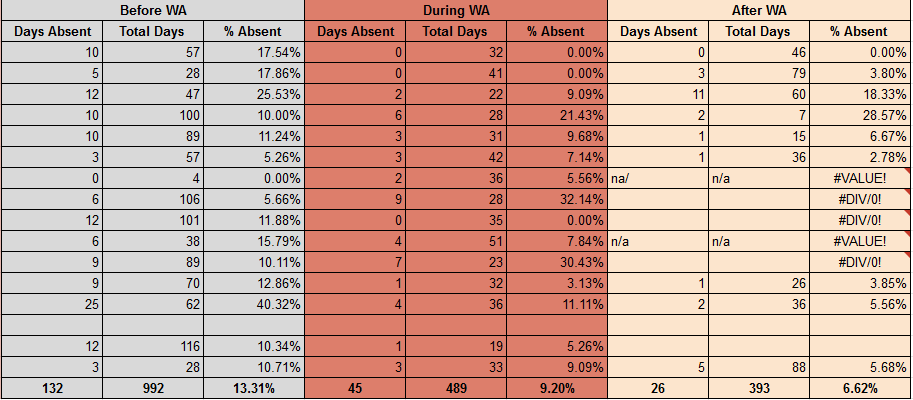 Before WA During WA After WA
Days Absent Total Days % Absent Days Absent Total Days % Absent Days Absent Total Days % Absent
10 57 17.54% 0 32 0.00% 0 46 0.00%
5 28 17.86% 0 41 0.00% 3 79 3.80%
12 47 25.53% 2 22 9.09% 11 60 18.33%
10 100 10.00% 6 28 21.43% 2 7 28.57%
10 89 11.24% 3 31 9.68% 1 15 6.67%
3 57 5.26% 3 42 7.14% 1 36 2.78%
0 4 0.00% 2 36 5.56% na/ n/a #VALUE!
6 106 5.66% 9 28 32.14% #DIV/0!
12 101 11.88% 0 35 0.00% #DIV/0!
6 38 15.79% 4 51 7.84% n/a n/a #VALUE!
9 89 10.11% 7 23 30.43% #DIV/0!
9 70 12.86% 1 32 3.13% 1 26 3.85%
25 62 40.32% 4 36 11.11% 2 36 5.56%
12 116 10.34% 1 19 5.26%
3 28 10.71% 3 33 9.09% 5 88 5.68%
132 992 13.31% 45 489 9.20% 26 393 6.62%